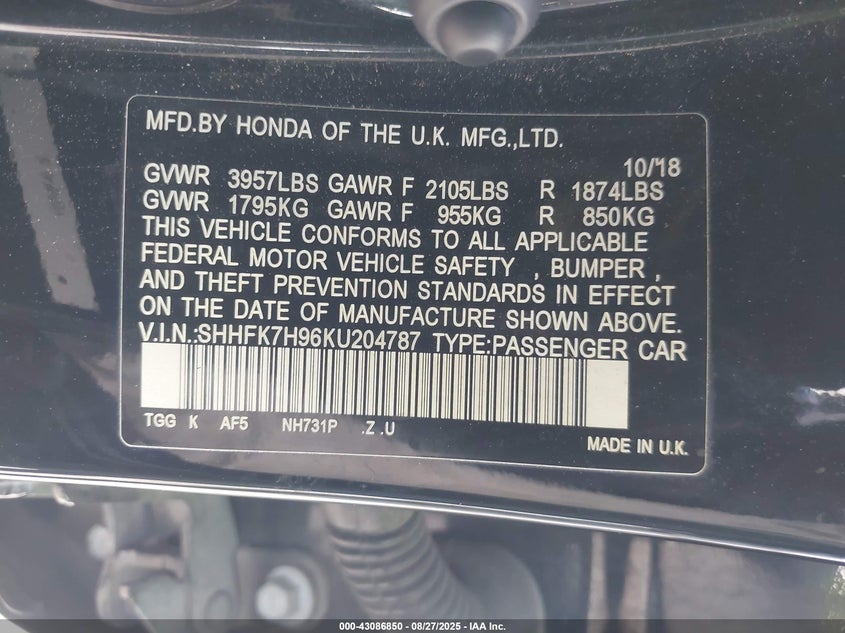 MFD.BY HONDA OF THE U.K. MFG.,LTD.
10/18
GVWR 3957LBS GAWR F 2105LBS R 1874LBS
GVWR 1795KG GAWR F 955KG R 850KG
THIS VEHICLE CONFORMS TO ALL APPLICABLE
FEDERAL MOTOR VEHICLE SAFETY , BUMPER ,
AND THEFT PREVENTION STANDARDS IN EFFECT
ON THE DATE OF MANUFACTURE SHOWN ABOVE.
V.I.N.:SHHFK7H96KU204787 TYPE:PASSENGER CAR
TGG K AF5 NH731P .Z .U
MADE IN U.K.
000-43086850 - 08/27/2025 - IAA Inc.